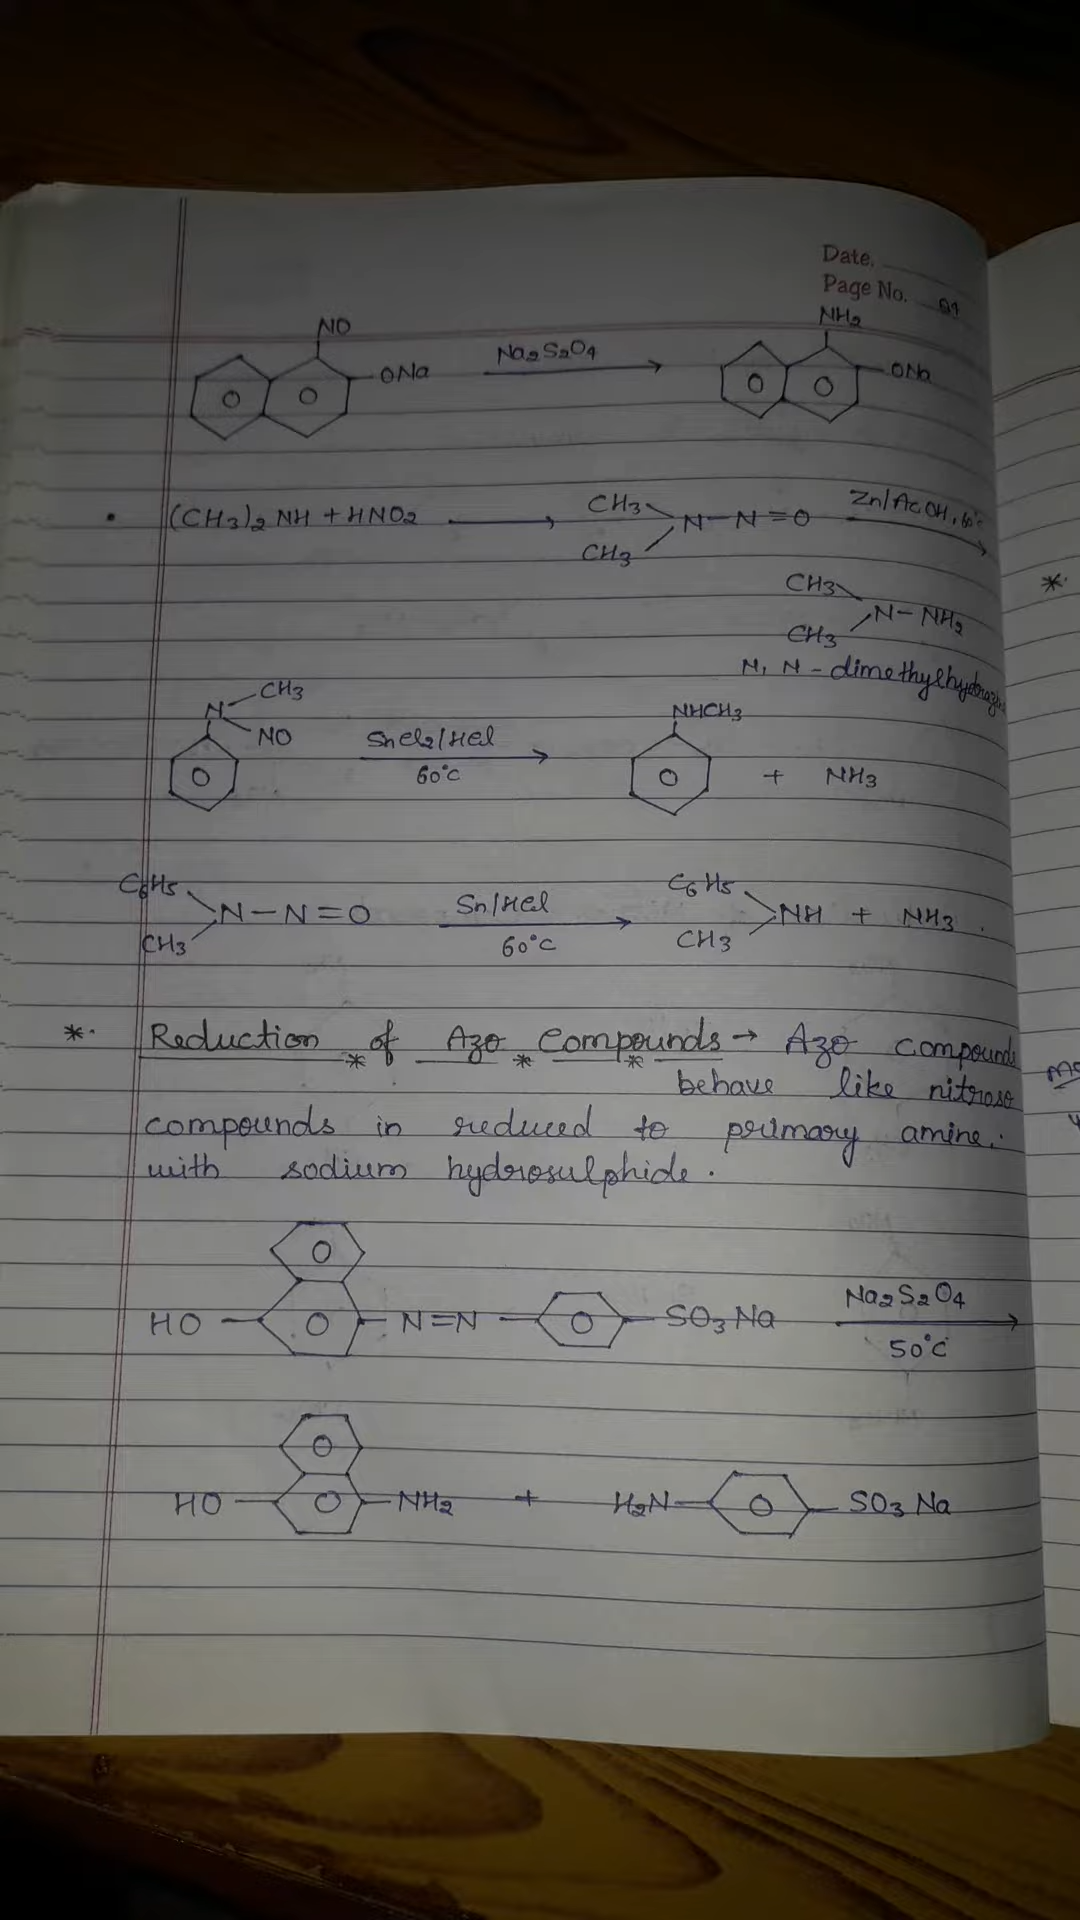 Date.
Page No.
NO
NH2
ONa
Na2S2O4
ONa
(CH3)2 NH + HNO2
CH3
CH3
N-N=O
Zn/AcOH, 60°C
CH3
CH3
N-NH2
N, N - dimethylhydrazine
N
CH3
NO
SnCl2/HCl
60°C
NHCH3
+ NH3
C6H5
CH3
N-N=O
Sn/HCl
60°C
C6H5
CH3
NH + NH3.
*. Reduction of Azo Compounds → Azo compounds
behave like nitroso
compounds in reduced to primary amine.
with sodium hydrosulphide.
HO
N=N
SO3Na
Na2S2O4
50°C
HO
NH2 + H2N
SO3Na
*